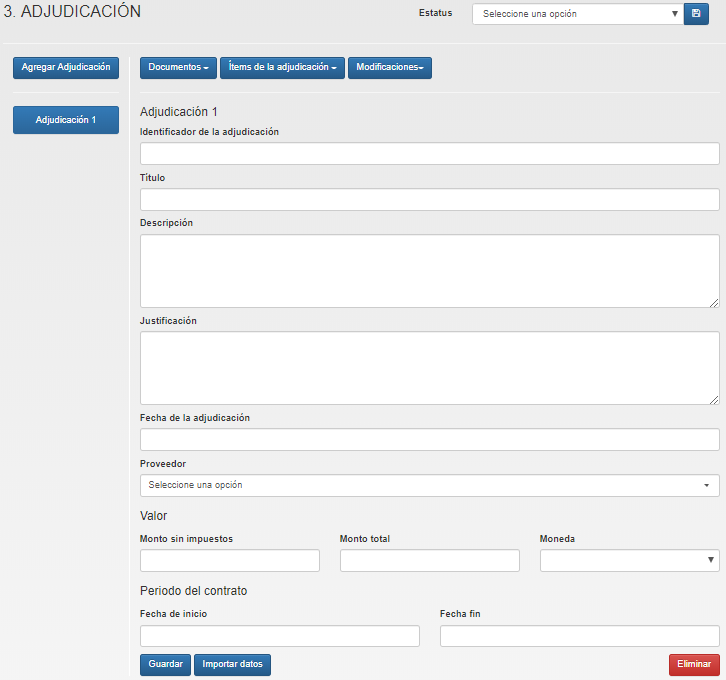 3. ADJUDICACIÓN
Estatus
Seleccione una opción
Agregar Adjudicación
Documentos
Ítems de la adjudicación
Modificaciones
Adjudicación 1
Adjudicación 1
Identificador de la adjudicación
Título
Descripción
Justificación
Fecha de la adjudicación
Proveedor
Seleccione una opción
Valor
Monto sin impuestos
Monto total
Moneda
Periodo del contrato
Fecha de inicio
Fecha fin
Guardar
Importar datos
Eliminar